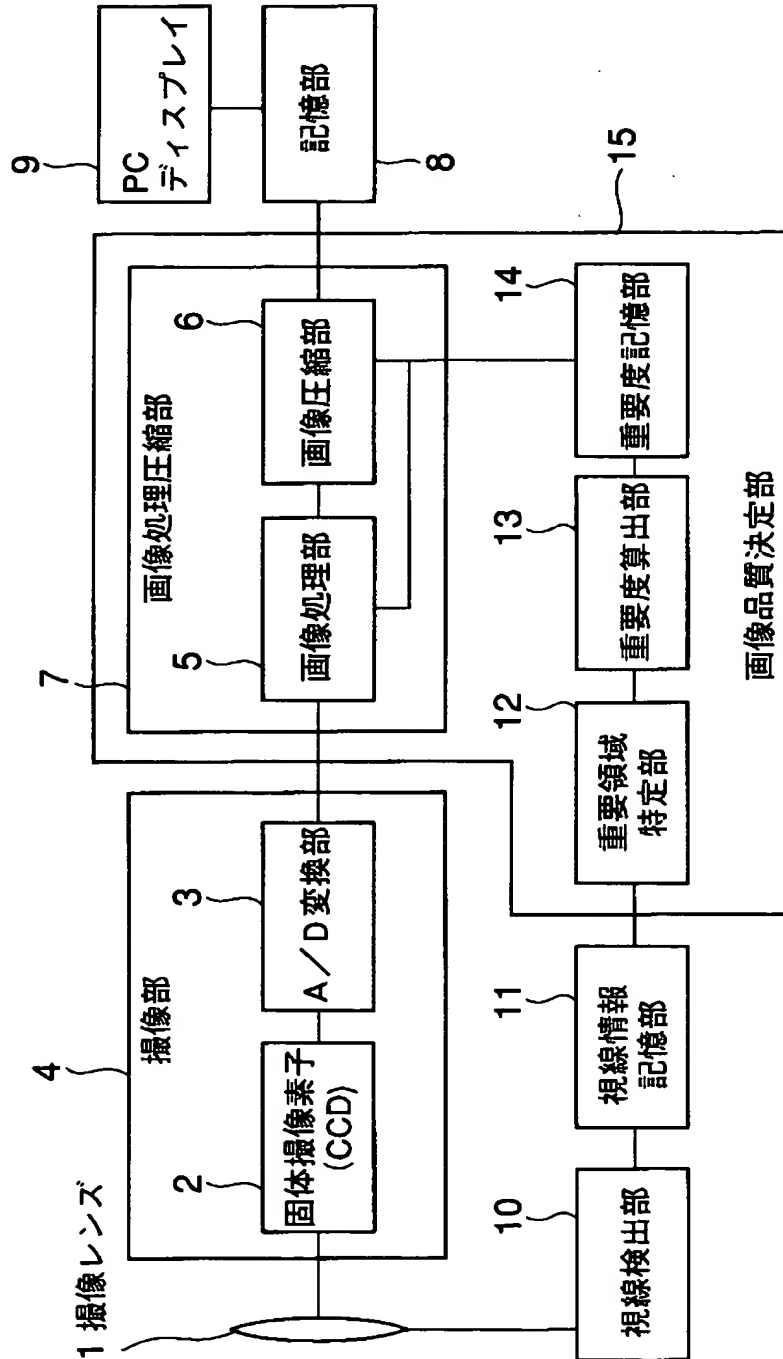 1 撮像レンズ
4
撮像部
2
固体撮像素子
(CCD)
3
A／D変換部
7
画像処理圧縮部
5
画像処理部
6
画像圧縮部
8
記憶部
9
PC
ディスプレイ
10
視線検出部
11
視線情報
記憶部
12
重要領域
特定部
13
重要度算出部
14
重要度記憶部
15
画像品質決定部